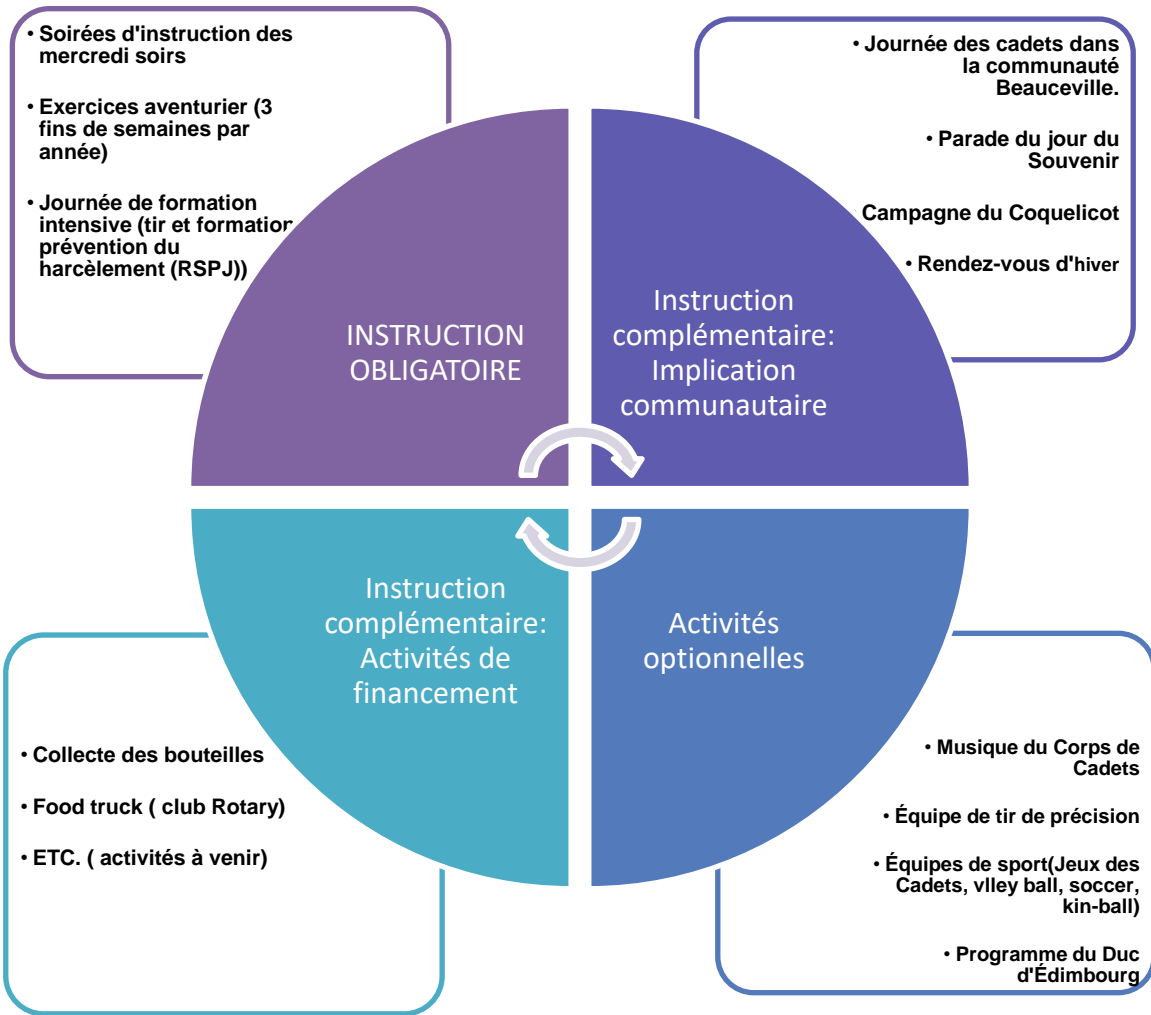 • Soirées d'instruction des
mercredi soirs
• Exercices aventurier (3
fins de semaines par
année)
• Journée de formation
intensive (tir et formation
prévention du
harcèlement (RSPJ))
• Journée des cadets dans
la communauté
Beauceville.
• Parade du jour du
Souvenir
Campagne du Coquelicot
• Rendez-vous d'hiver
INSTRUCTION
OBLIGATOIRE
Instruction
complémentaire:
Implication
communautaire
Instruction
complémentaire:
Activités de
financement
Activités
optionnelles
• Collecte des bouteilles
• Food truck ( club Rotary)
• ETC. ( activités à venir)
• Musique du Corps de
Cadets
• Équipe de tir de précision
• Équipes de sport(Jeux des
Cadets, vlley ball, soccer,
kin-ball)
• Programme du Duc
d'Édimbourg